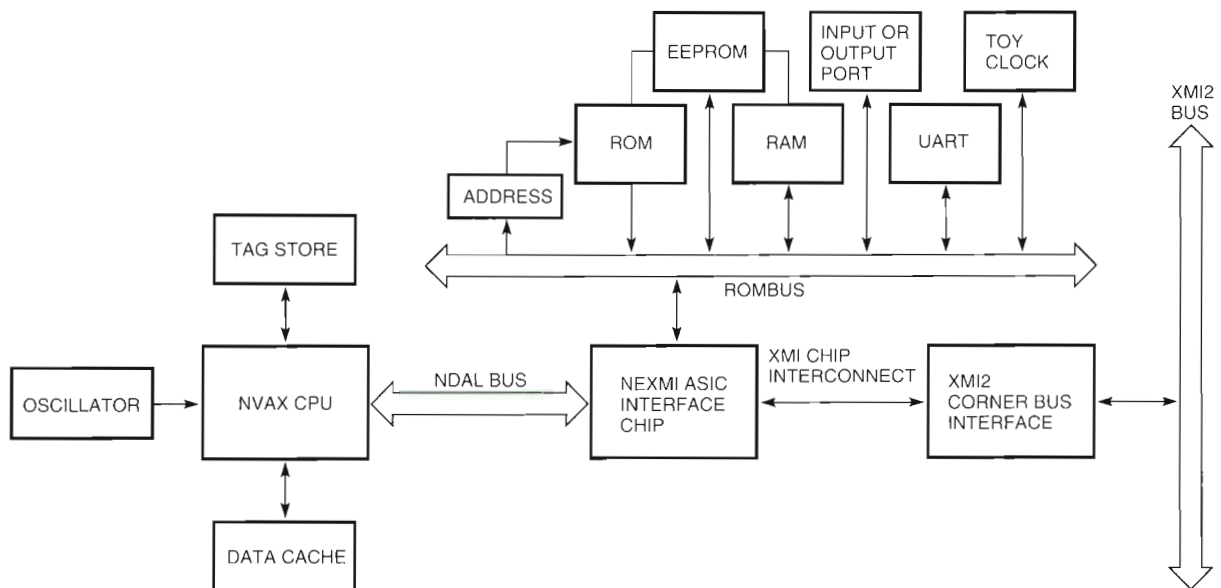 EEPROM
INPUT OR
OUTPUT
PORT
TOY
CLOCK
XMI2
BUS
ROM
RAM
UART
ADDRESS
TAG STORE
ROMBUS
OSCILLATOR
NVAX CPU
NDAL BUS
NEXMI ASIC
INTERFACE
CHIP
XMI CHIP
INTERCONNECT
XMI2
CORNER BUS
INTERFACE
DATA CACHE